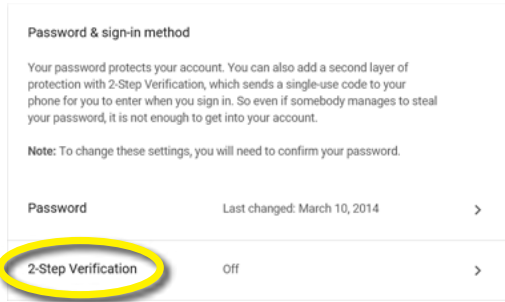 Password & sign-in method
Your password protects your account. You can also add a second layer of
protection with 2-Step Verification, which sends a single-use code to your
phone for you to enter when you sign in. So even if somebody manages to steal
your password, it is not enough to get into your account.
Note: To change these settings, you will need to confirm your password.
Password Last changed: March 10, 2014
2-Step Verification Off